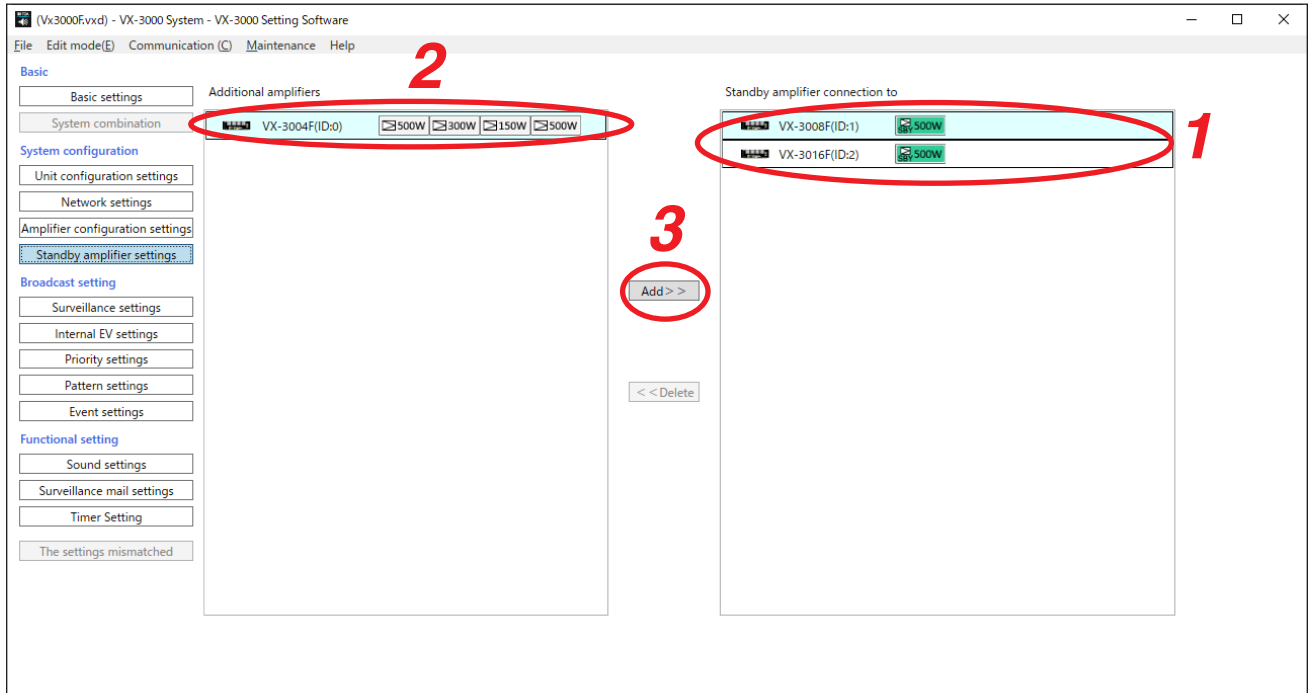 (Vx3000F.vxd) - VX-3000 System - VX-3000 Setting Software
File Edit mode(E) Communication (C) Maintenance Help
Basic
Basic settings
System combination
System configuration
Unit configuration settings
Network settings
Amplifier configuration settings
Standby amplifier settings
Broadcast setting
Surveillance settings
Internal EV settings
Priority settings
Pattern settings
Event settings
Functional setting
Sound settings
Surveillance mail settings
Timer Setting
The settings mismatched
2
Additional amplifiers
VX-3004F(ID:0) 500W 300W 150W 500W
3
Add>>
<<Delete
Standby amplifier connection to
1
VX-3008F(ID:1) SBY 500W
VX-3016F(ID:2) SBY 500W